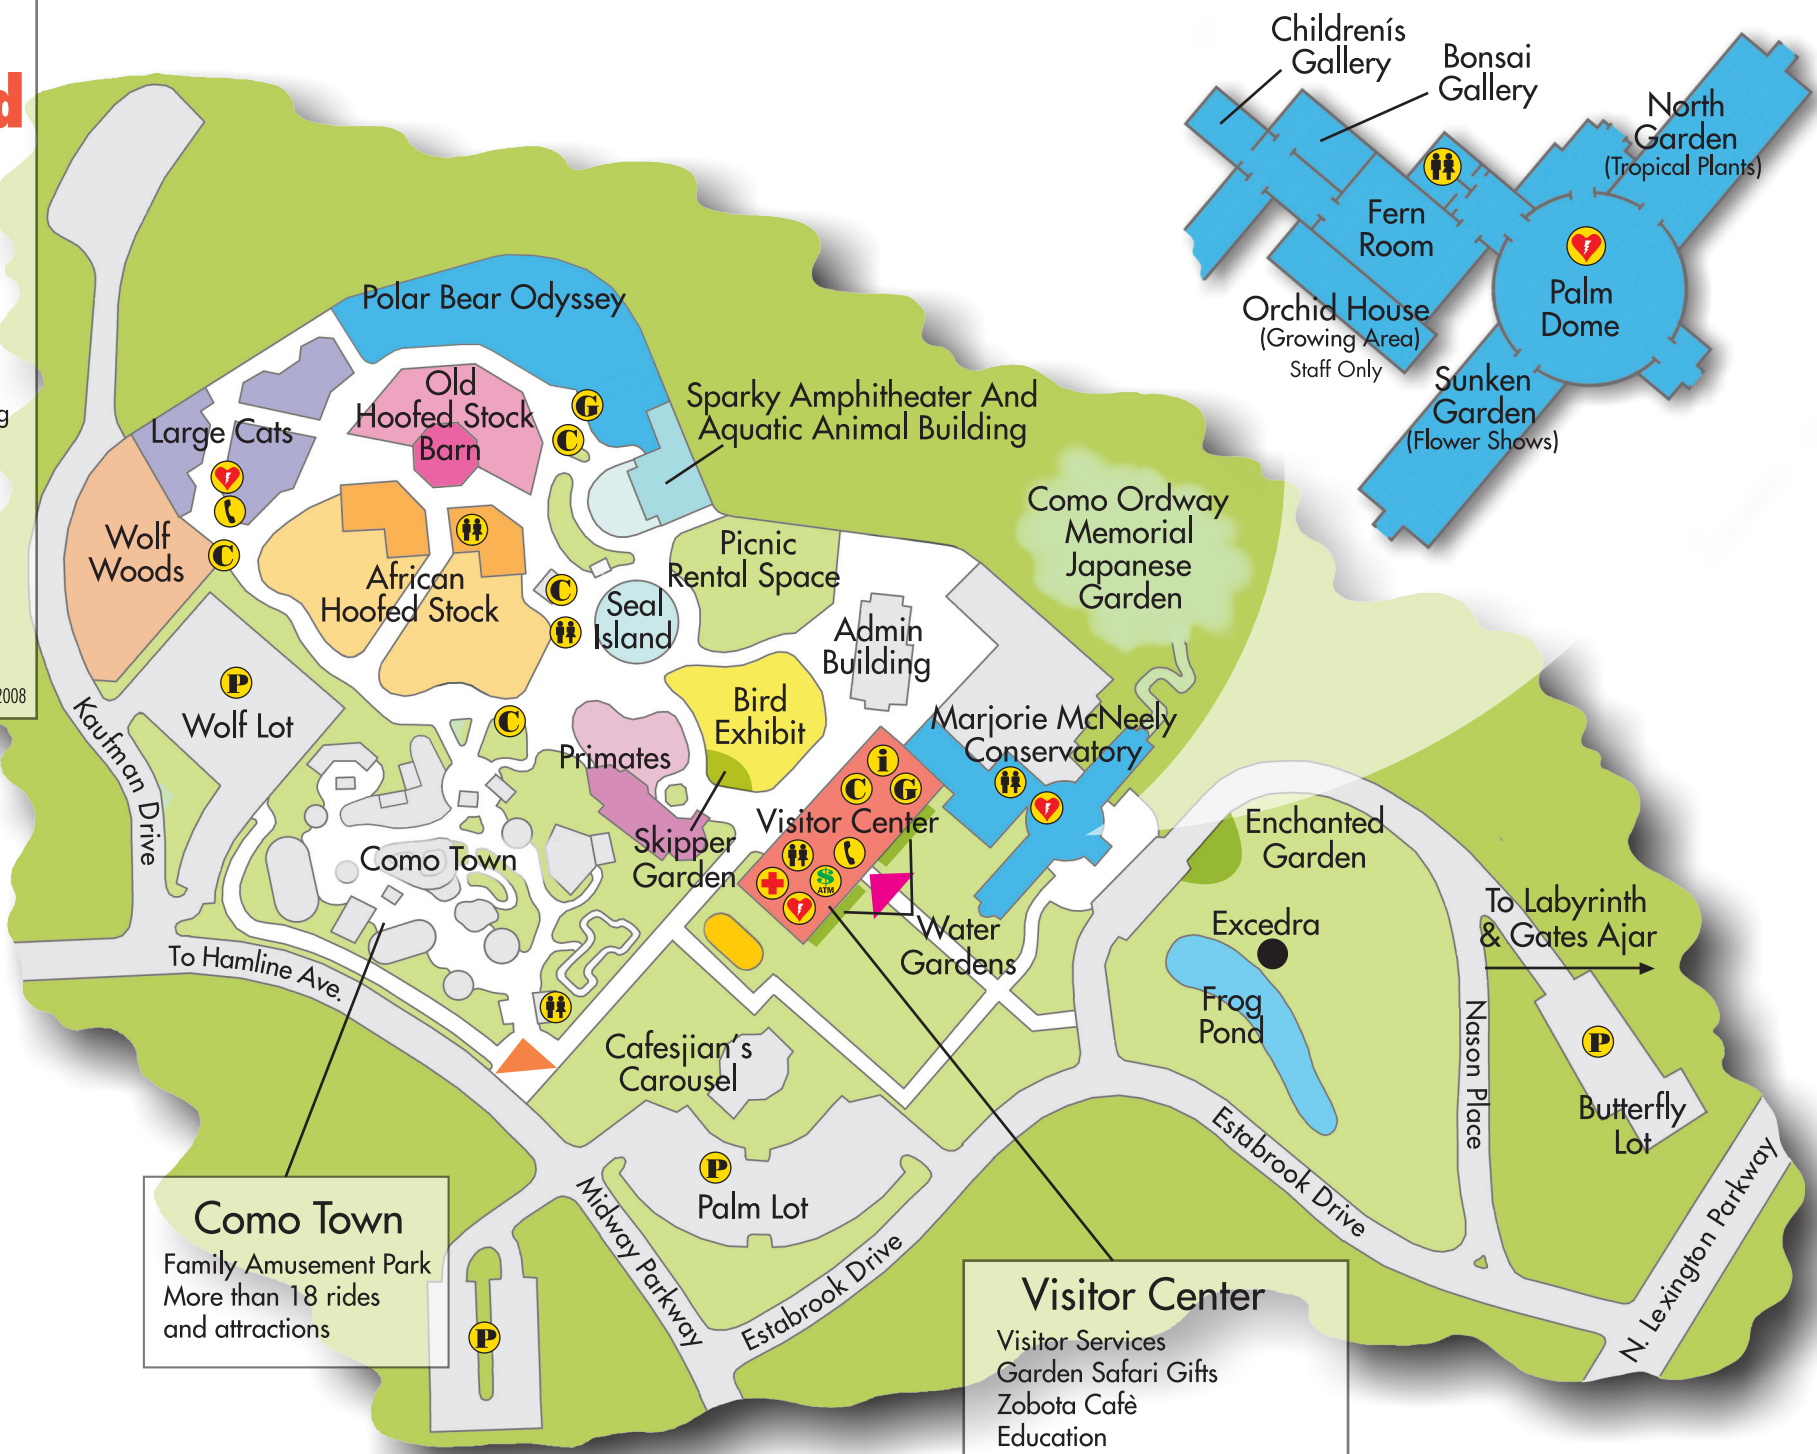 d
g
2008
Childrenís
Gallery
Bonsai
Gallery
North
Garden
(Tropical Plants)
Fern
Room
Palm
Dome
Orchid House
(Growing Area)
Staff Only
Sunken
Garden
(Flower Shows)
Polar Bear Odyssey
Old
Hoofed Stock
Barn
G
C
Large Cats
Sparky Amphitheater And
Aquatic Animal Building
Wolf
Woods
C
African
Hoofed Stock
C
Seal
Island
Picnic
Rental Space
Como Ordway
Memorial
Japanese
Garden
Admin
Building
P
Wolf Lot
Kaufman Drive
C
Primates
Bird
Exhibit
Marjorie McNeely
Conservatory
i
C
G
Visitor Center
$
ATM
Skipper
Garden
Como Town
Water
Gardens
Enchanted
Garden
Excedra
Frog
Pond
To Labyrinth
& Gates Ajar
Nason Place
P
Butterfly
Lot
To Hamline Ave.
Cafesjian's
Carousel
P
Palm Lot
Midway Parkway
Estabrook Drive
Estabrook Drive
N. Lexington Parkway
P
Como Town
Family Amusement Park
More than 18 rides
and attractions
Visitor Center
Visitor Services
Garden Safari Gifts
Zobota Cafè
Education